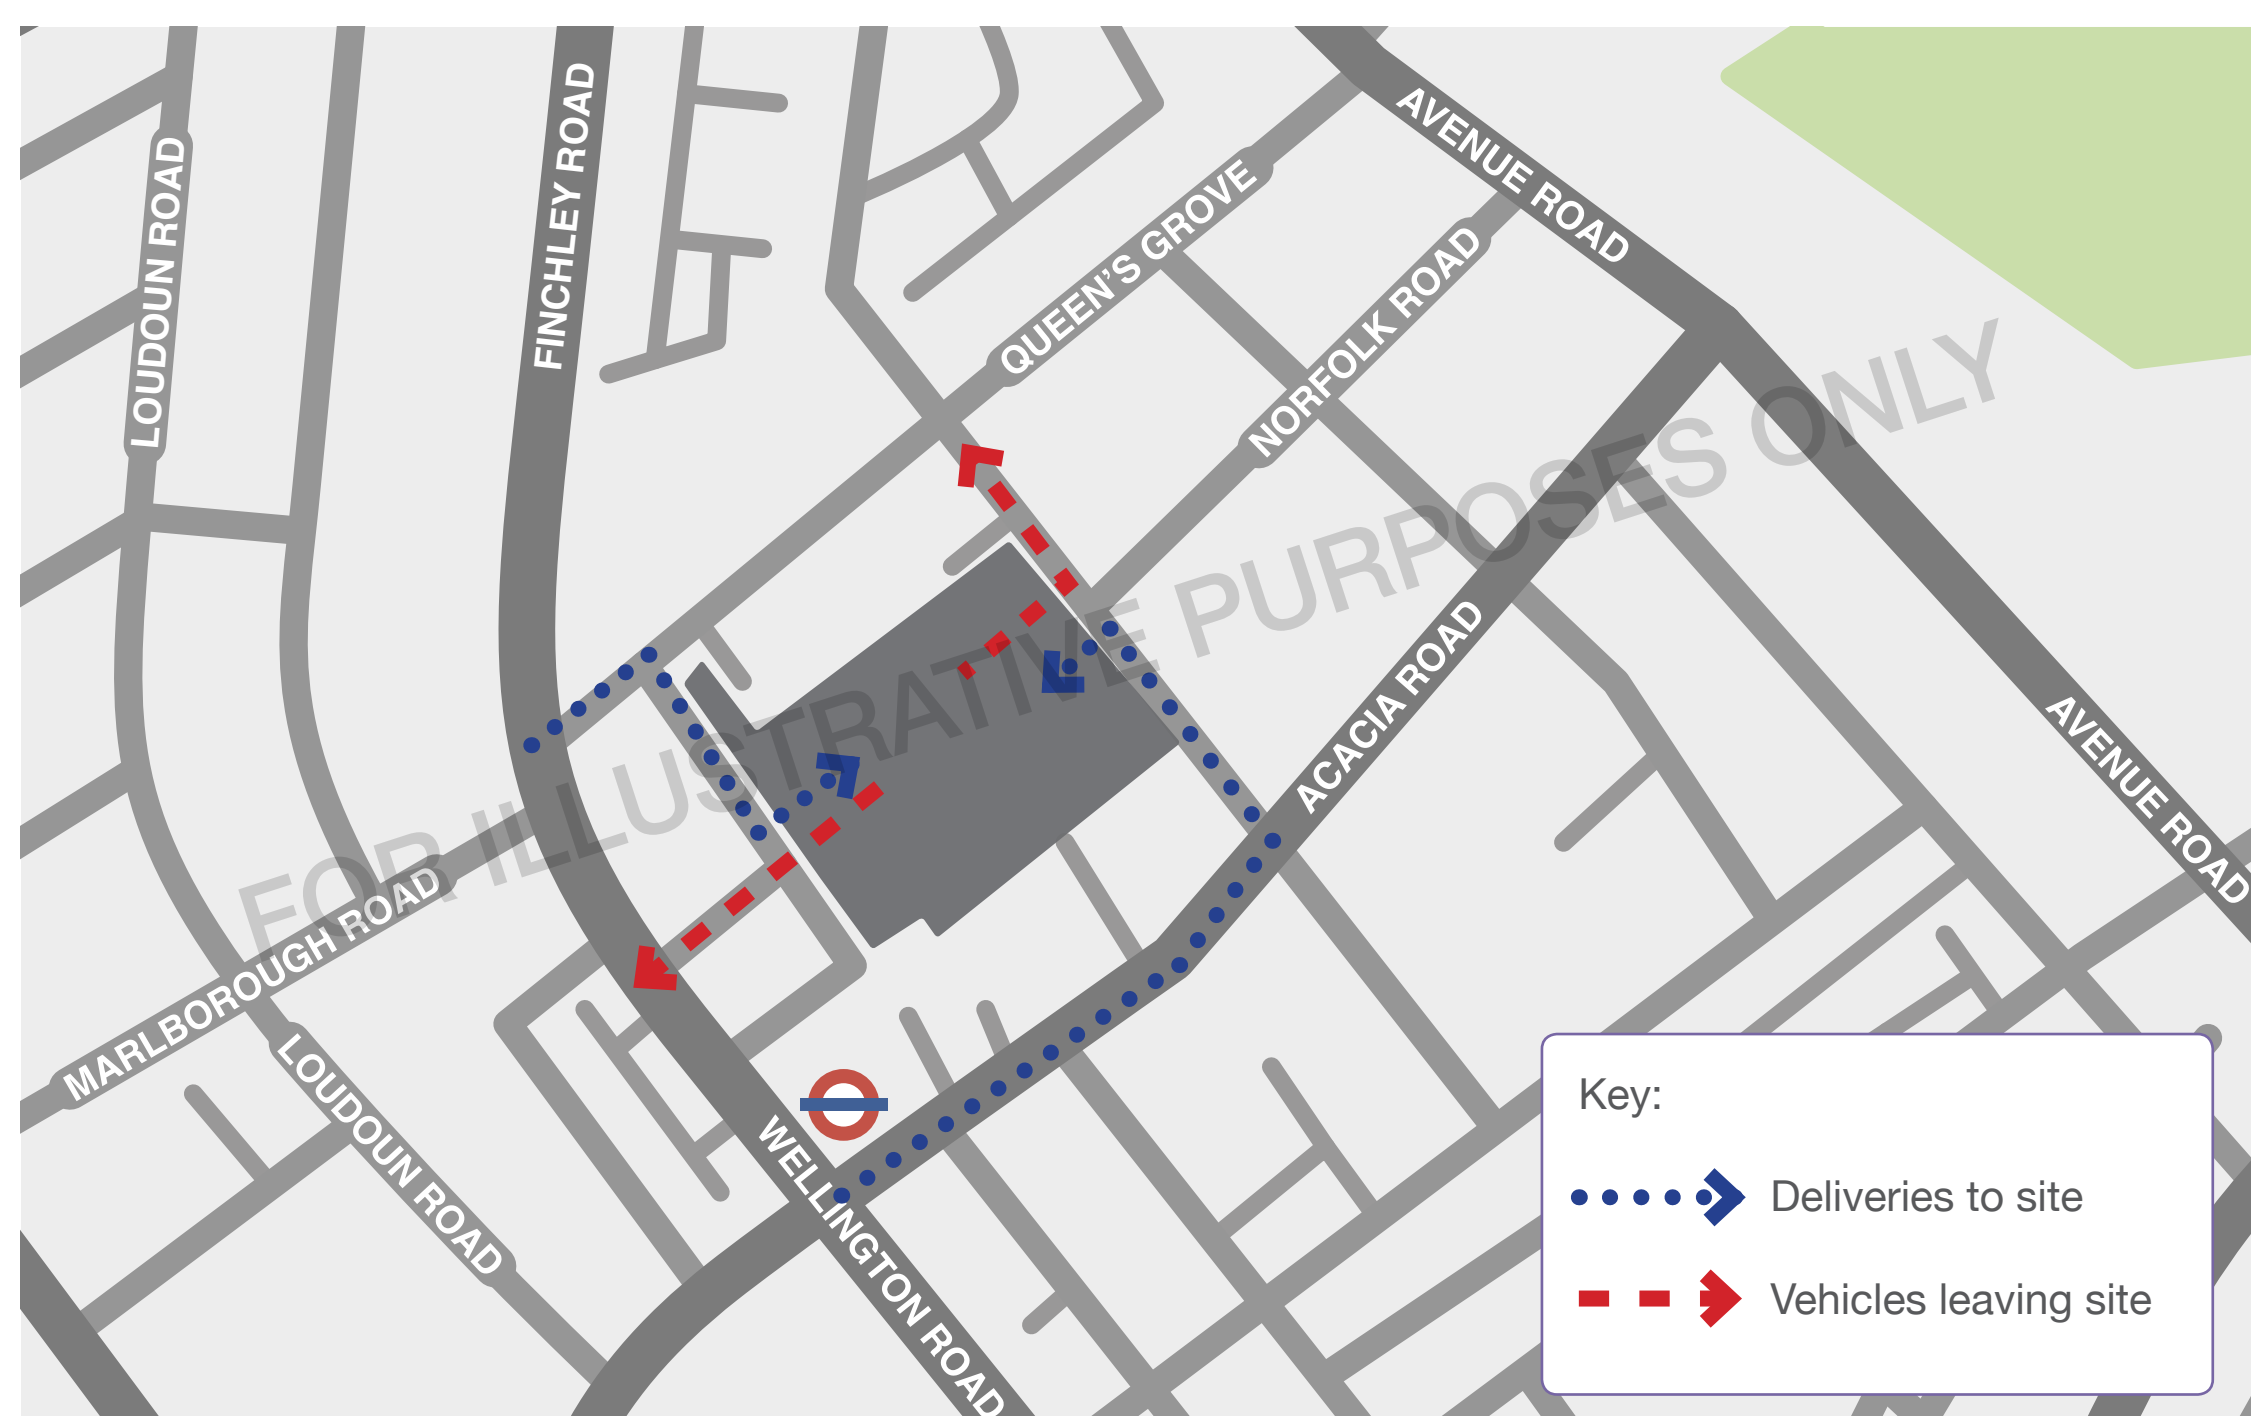 AVENUE ROAD
FINCHLEY ROAD
LOUDOUN ROAD
QUEEN'S GROVE
NORFOLK ROAD
FOR ILLUSTRATIVE PURPOSES ONLY
ACACIA ROAD
AVENUE ROAD
MARLBOROUGH ROAD
LOUDOUN ROAD
WELLINGTON ROAD
Key:
Deliveries to site
Vehicles leaving site